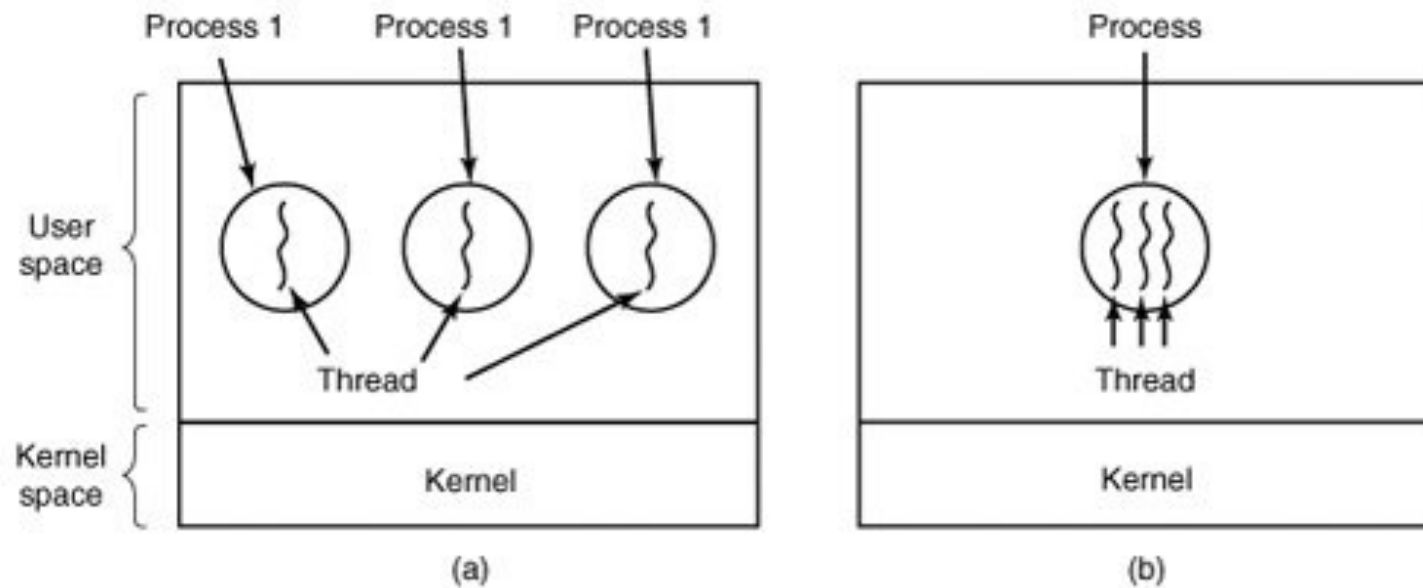 Process 1
Process 1
Process 1
Process
User
space
Thread
Thread
Kernel
space
Kernel
Kernel
(a)
(b)